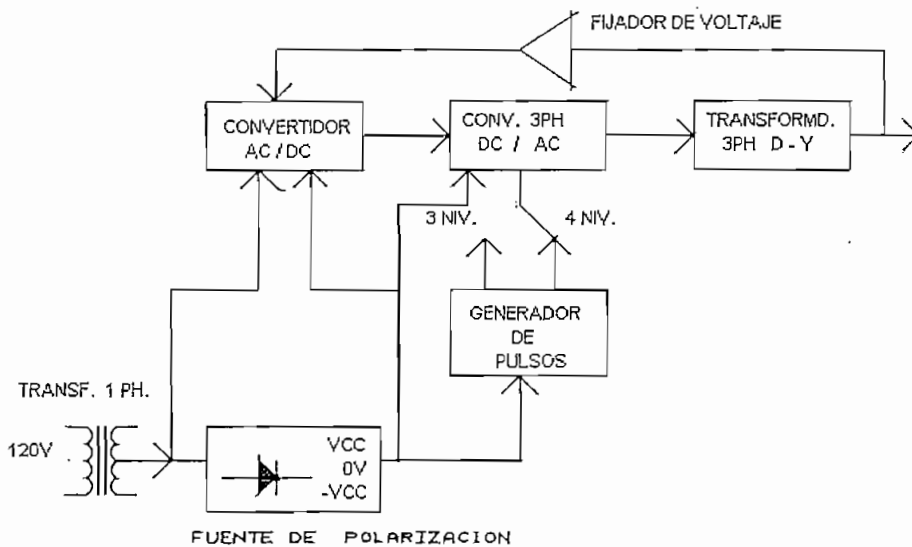 FIJADOR DE VOLTAJE
CONVERTIDOR
AC/DC
CONV. 3PH
DC / AC
TRANSFORMD.
3PH D-Y
3 NIV.
4 NIV.
GENERADOR
DE
PULSOS
TRANSF. 1 PH.
120V
VCC
0V
-VCC
FUENTE DE POLARIZACION